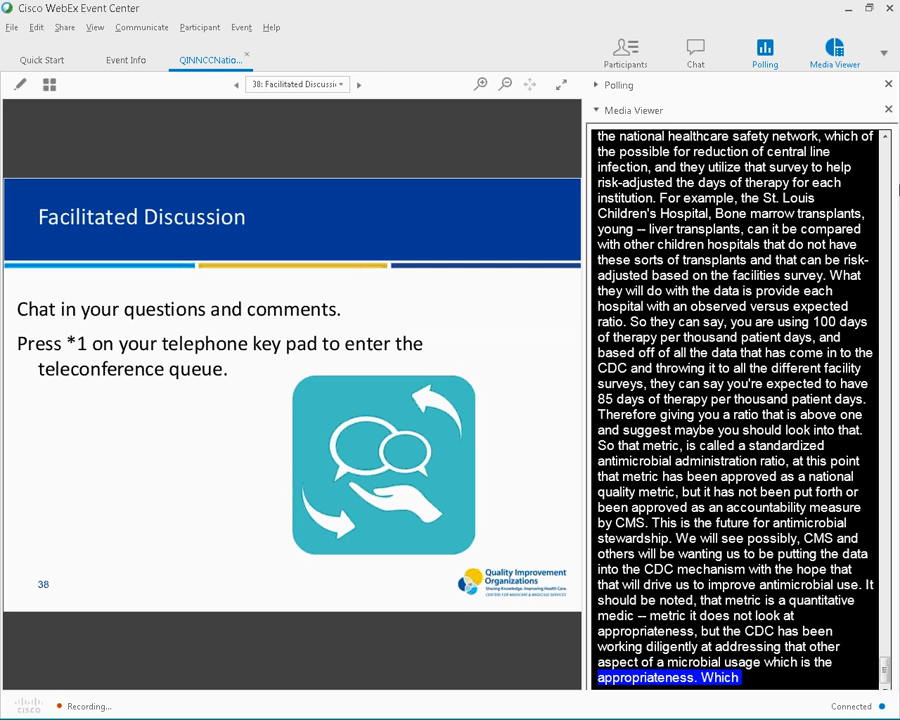 Cisco WebEx Event Center
File Edit Share View Communicate Participant Event Help
Quick Start Event Info QINNCCNatio...
Participants Chat Polling Media Viewer
38: Facilitated Discussi
Polling
Media Viewer
Facilitated Discussion
Chat in your questions and comments.
Press *1 on your telephone key pad to enter the
teleconference queue.
38
Quality Improvement
Organizations
Sharing Knowledge. Improving Health Care.
CENTERS FOR MEDICARE & MEDICAID SERVICES
the national healthcare safety network, which of
the possible for reduction of central line
infection, and they utilize that survey to help
risk-adjusted the days of therapy for each
institution. For example, the St. Louis
Children's Hospital, Bone marrow transplants,
young -- liver transplants, can it be compared
with other children hospitals that do not have
these sorts of transplants and that can be risk-
adjusted based on the facilities survey. What
they will do with the data is provide each
hospital with an observed versus expected
ratio. So they can say, you are using 100 days
of therapy per thousand patient days, and
based off of all the data that has come in to the
CDC and throwing it to all the different facility
surveys, they can say you're expected to have
85 days of therapy per thousand patient days.
Therefore giving you a ratio that is above one
and suggest maybe you should look into that.
So that metric, is called a standardized
antimicrobial administration ratio, at this point
that metric has been approved as a national
quality metric, but it has not been put forth or
been approved as an accountability measure
by CMS. This is the future for antimicrobial
stewardship. We will see possibly, CMS and
others will be wanting us to be putting the data
into the CDC mechanism with the hope that
that will drive us to improve antimicrobial use. It
should be noted, that metric is a quantitative
medic -- metric it does not look at
appropriateness, but the CDC has been
working diligently at addressing that other
aspect of a microbial usage which is the
appropriateness. Which
cisco Recording... Connected